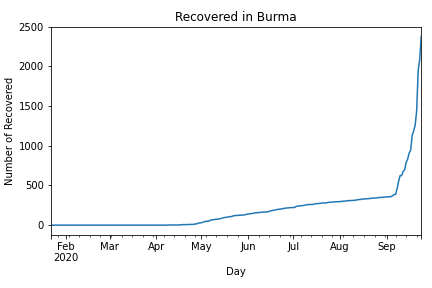 Recovered in Burma
Number of Recovered
2500
2000
1500
1000
500
0
Feb Mar Apr May Jun Jul Aug Sep
2020
Day